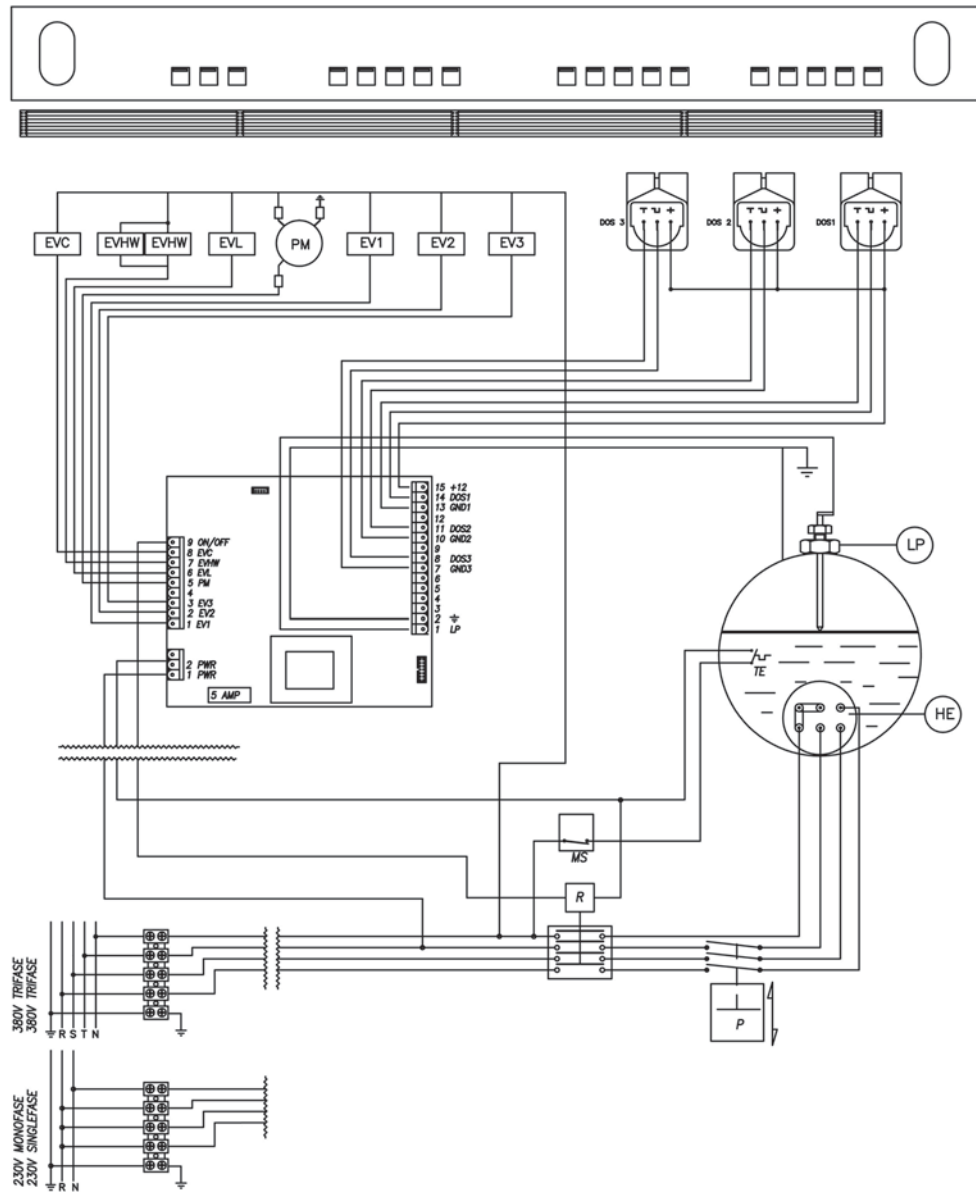 DOS 3
DOS 2
DOS1
EVC
EVHW
EVHW
EVL
PM
EV1
EV2
EV3
15 +12
14 DOS1
13 GND1
12
11 DOS2
10 GND2
9
8 DOS3
7 GND3
6
5
4
3
2
1 LP
9 ON/OFF
8 EVC
7 EVHW
6 EVL
5 PM
4
3 EV3
2 EV2
1 EV1
2 PWR
1 PWR
5 AMP
LP
TE
HE
MS
R
P
380V TRIFASE
380V TRIFASE
R S T N
230V MONOFASE
230V SINGLEFASE
R N